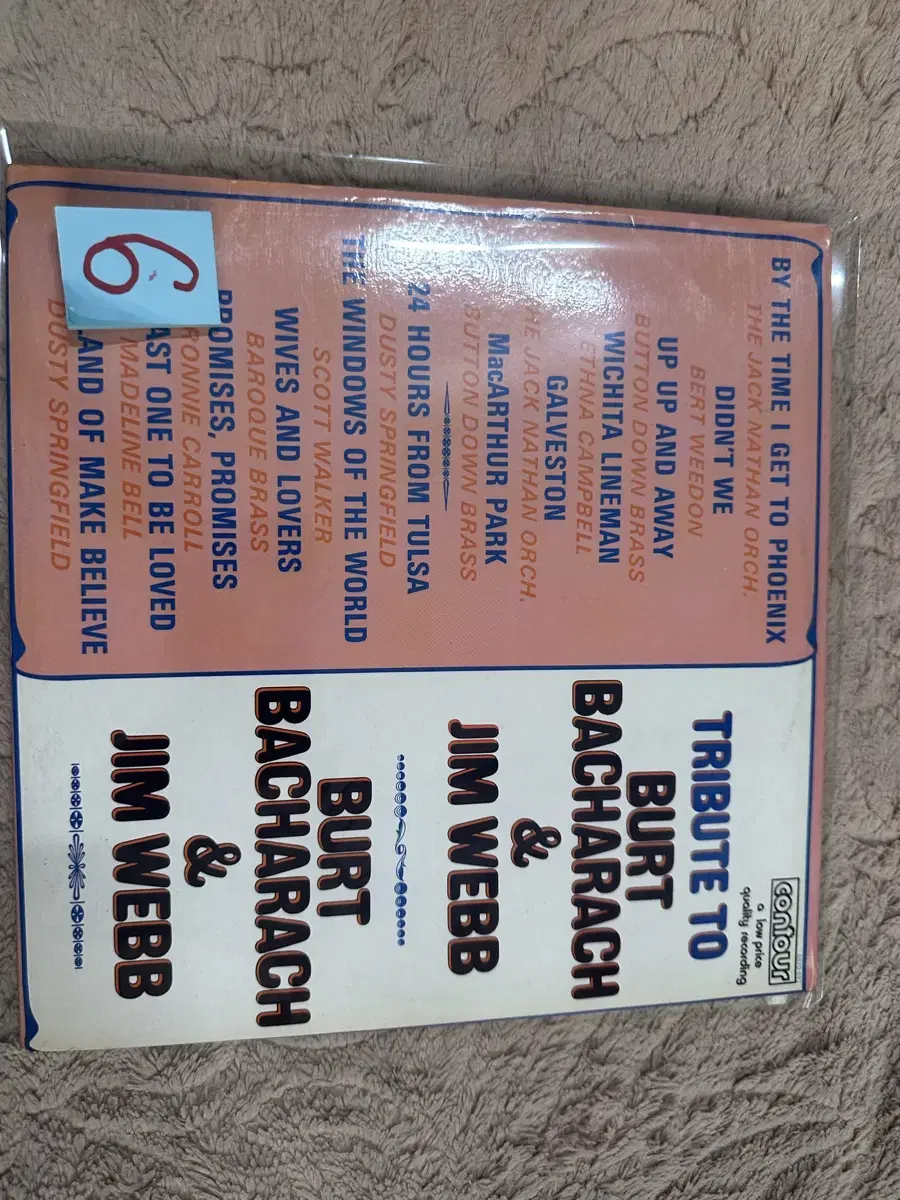 BY THE TIME I GET TO PHOENIX
THE JACK NATHAN ORCH.
DIDN'T WE
BERT WEEDON
UP UP AND AWAY
BUTTON DOWN BRASS
WICHITA LINEMAN
ETHNA CAMPBELL
GALVESTON
THE JACK NATHAN ORCH.
MacARTHUR PARK
BUTTON DOWN BRASS
24 HOURS FROM TULSA
DUSTY SPRINGFIELD
THE WINDOWS OF THE WORLD
SCOTT WALKER
WIVES AND LOVERS
BAROQUE BRASS
PROMISES, PROMISES
RONNIE CARROLL
ONE TO BE LOVED
MADELINE BELL
OF MAKE BELIEVE
DUSTY SPRINGFIELD
6
contour
a low price
quality recording
TRIBUTE TO
BURT
BACHARACH
&
JIM WEBB
BURT
BACHARACH
&
JIM WEBB